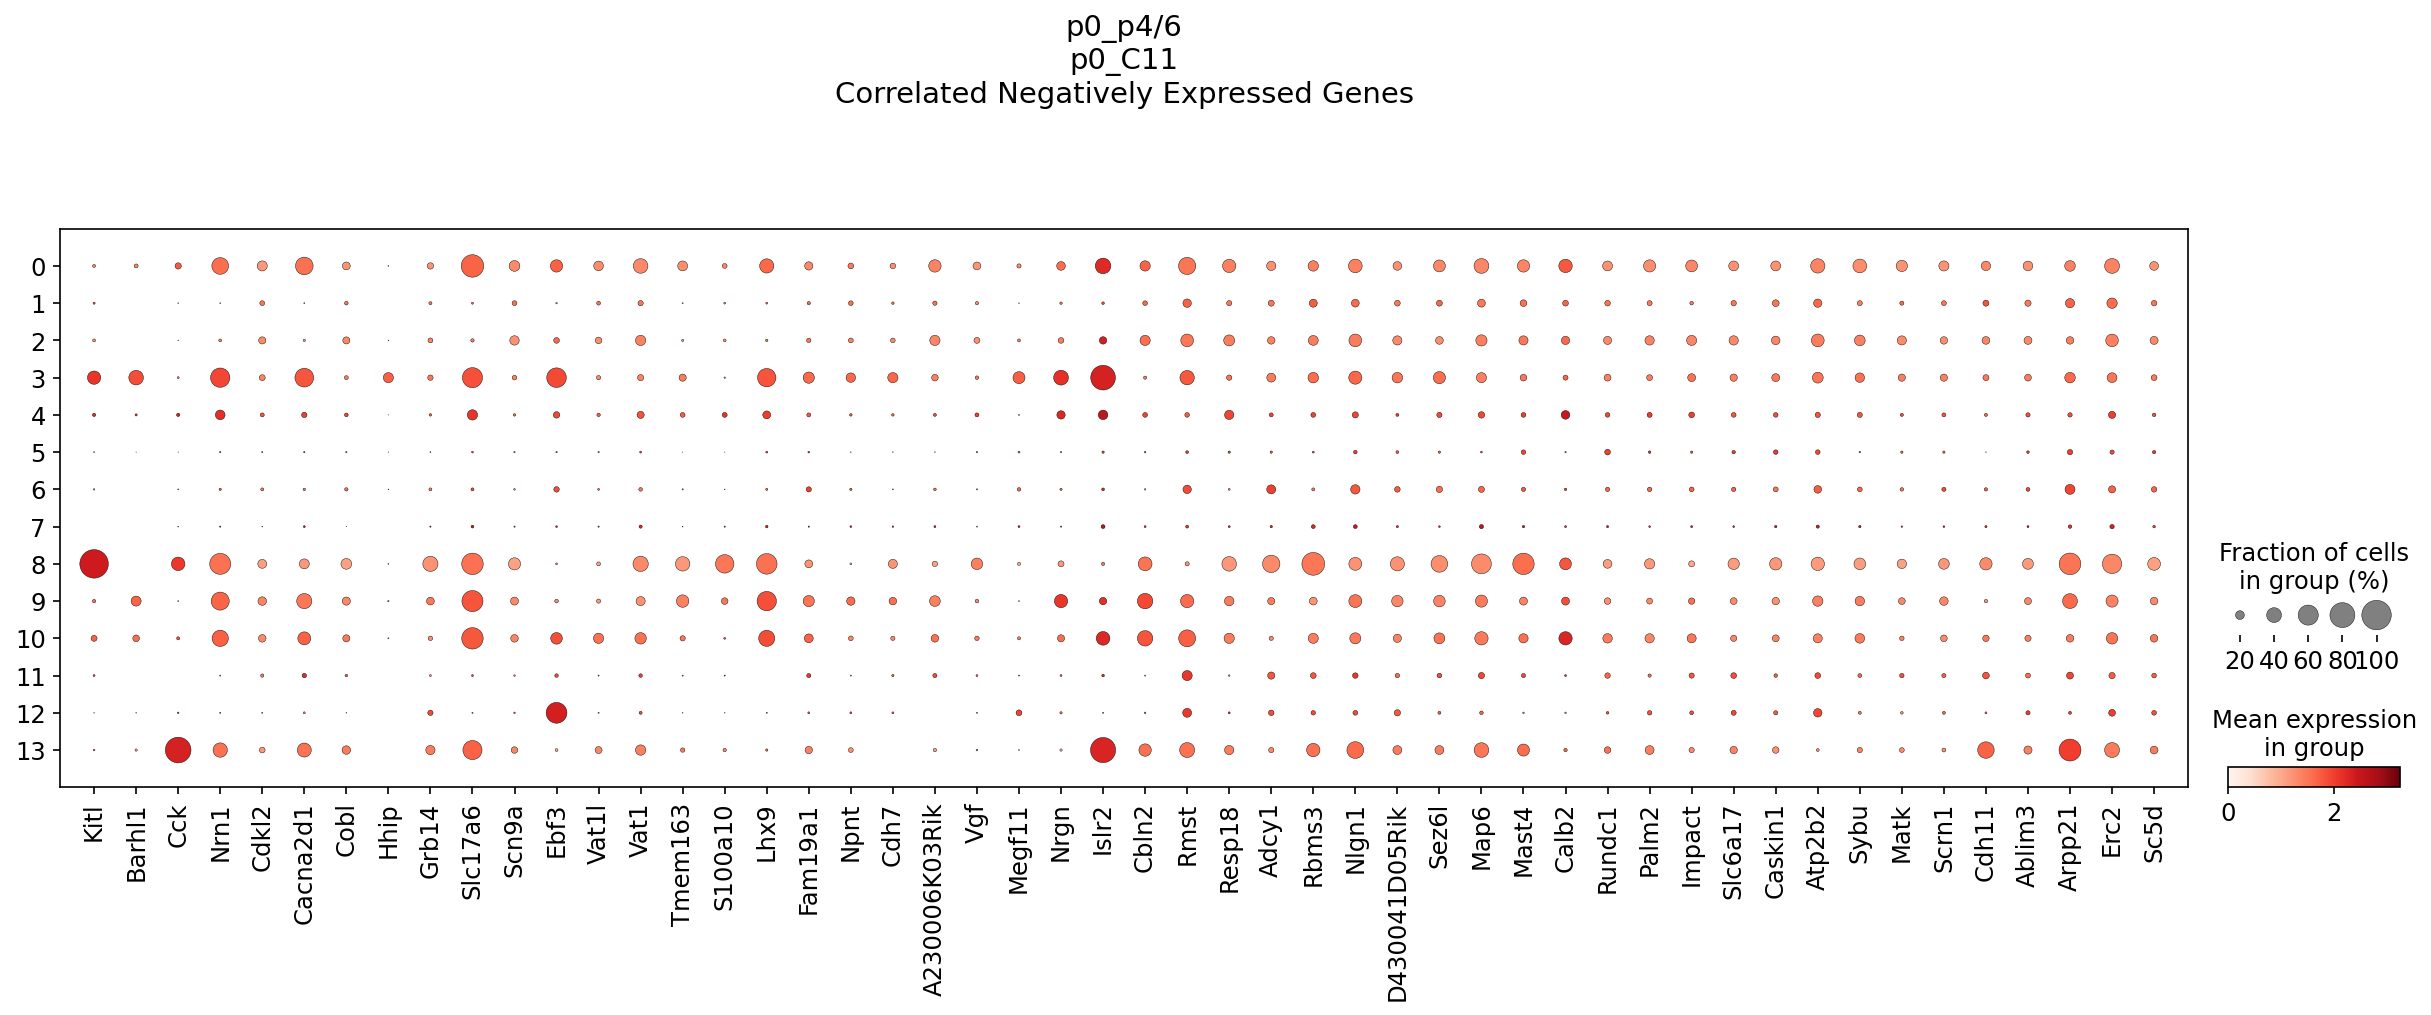 p0_p4/6
p0_C11
Correlated Negatively Expressed Genes
0
1
2
3
4
5
6
7
8
9
10
11
12
13
Kitl
Barhl1
Cck
Nrn1
Cdkl2
Cacna2d1
Cobl
Hhip
Grb14
Slc17a6
Scn9a
Ebf3
Vat1l
Vat1
Tmem163
S100a10
Lhx9
Fam19a1
Npnt
Cdh7
A230006K03Rik
Vgf
Megf11
Nrgn
Islr2
Cbln2
Rmst
Resp18
Adcy1
Rbms3
Nlgn1
D430041D05Rik
Sez6l
Map6
Mast4
Calb2
Rundc1
Palm2
Impact
Slc6a17
Caskin1
Atp2b2
Sybu
Matk
Scrn1
Cdh11
Ablim3
Arpp21
Erc2
Sc5d
Fraction of cells
in group (%)
20 40 60 80 100
Mean expression
in group
0 2